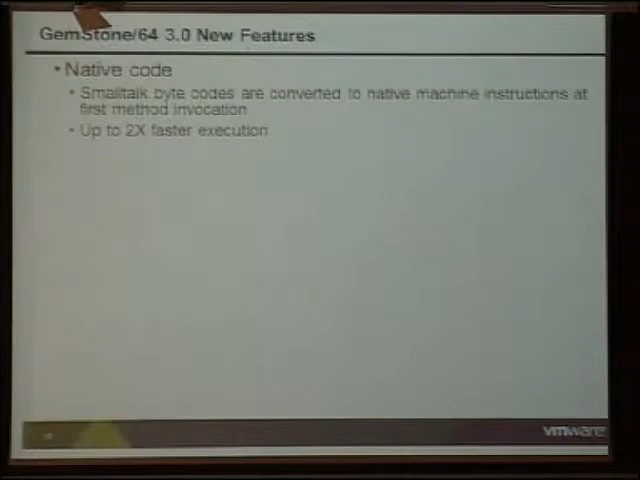 GemStone/64 3.0 New Features
• Native code
• Smalltalk byte codes are converted to native machine instructions at
first method invocation
• Up to 2X faster execution
vmware